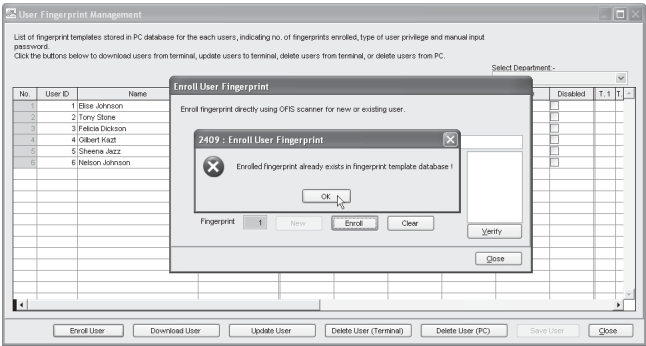 User Fingerprint Management
List of fingerprint templates stored in PC database for the each users, indicating no. of fingerprints enrolled, type of user privilege and manual input
password.
Click the buttons below to download users from terminal, update users to terminal, delete users from terminal, or delete users from PC.
Select Department:-
No. User ID Name Disabled T. 1 T.
1 1 Elise Johnson
2 2 Tony Stone
3 3 Felicia Dickson
4 4 Gilbert Kazt
5 5 Sheena Jazz
6 6 Nelson Johnson
Enroll User Fingerprint
Enroll fingerprint directly using OFIS scanner for new or existing user.
2409 : Enroll User Fingerprint
Enrolled fingerprint already exists in fingerprint template database !
OK
Fingerprint 1 New Enroll Clear
Verify
Close
Enroll User Download User Update User Delete User (Terminal) Delete User (PC) Save User Close